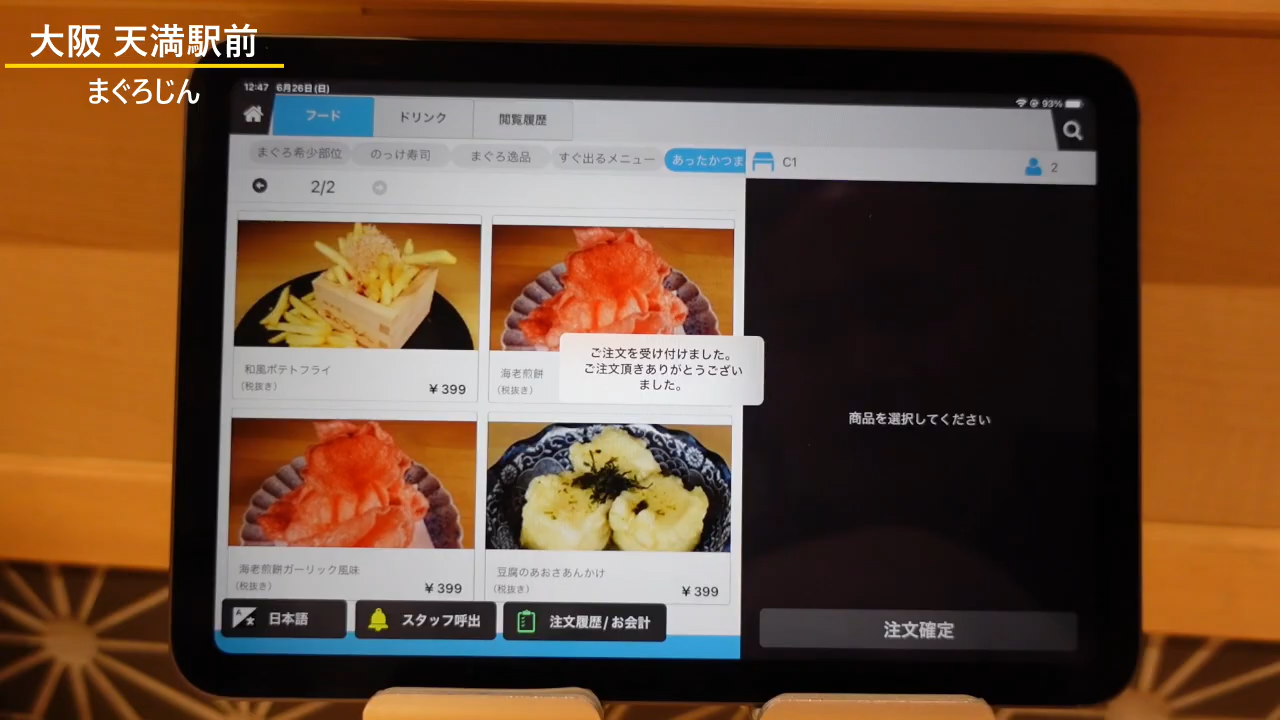 大阪 天満駅前
まぐろじん
12:47 6月26日(日)
93%
フード
ドリンク
閲覧履歴
まぐろ希少部位
のっけ寿司
まぐろ逸品
すぐ出るメニュー
あったかつま
C1
2
2/2
和風ポテトフライ
(税抜き)
¥399
海老煎餅
(税抜き)
ご注文を受け付けました。
ご注文頂きありがとうござい
ました。
商品を選択してください
海老煎餅ガーリック風味
(税抜き)
¥399
豆腐のあおさあんかけ
(税抜き)
¥399
日本語
スタッフ呼出
注文履歴/お会計
注文確定